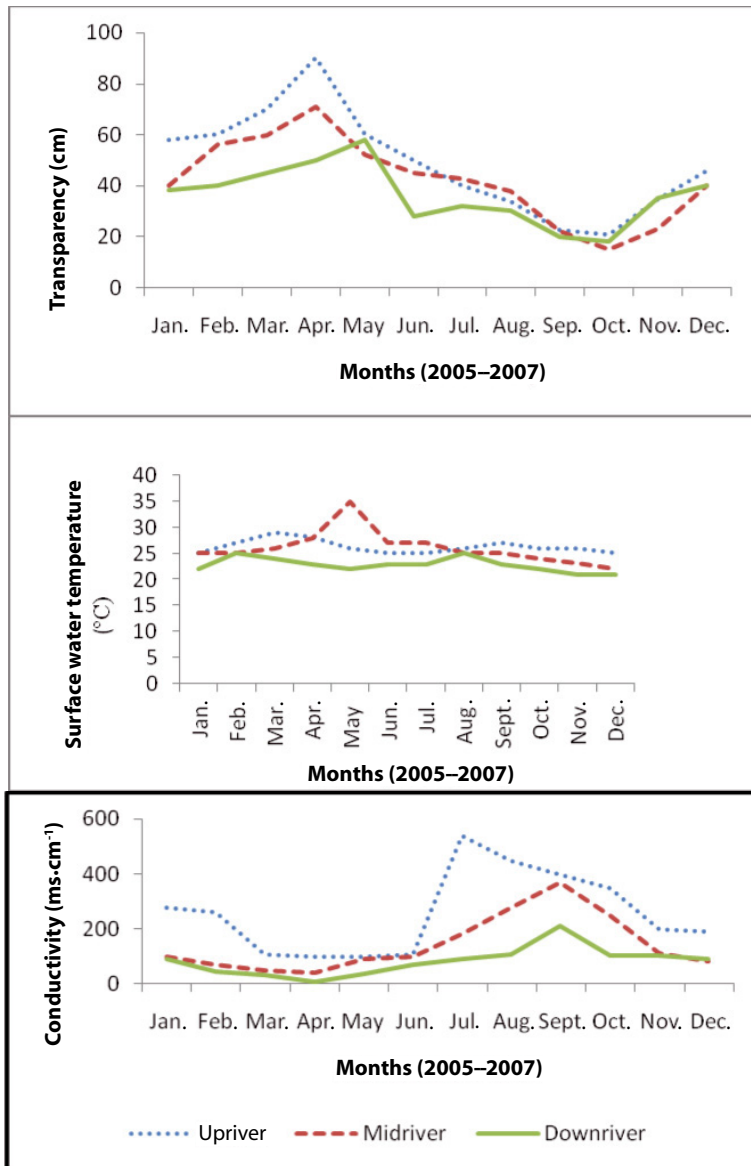 Transparency (cm)
100
80
60
40
20
0
Jan. Feb. Mar. Apr. May Jun. Jul. Aug. Sep. Oct. Nov. Dec.
Months (2005–2007)
Surface water temperature
(°C)
40
35
30
25
20
15
10
5
0
Jan. Feb. Mar. Apr. May Jun. Jul. Aug. Sept. Oct. Nov. Dec.
Months (2005–2007)
Conductivity (ms·cm⁻¹)
600
400
200
0
Jan. Feb. Mar. Apr. May Jun. Jul. Aug. Sept. Oct. Nov. Dec.
Months (2005–2007)
Upriver Midriver Downriver